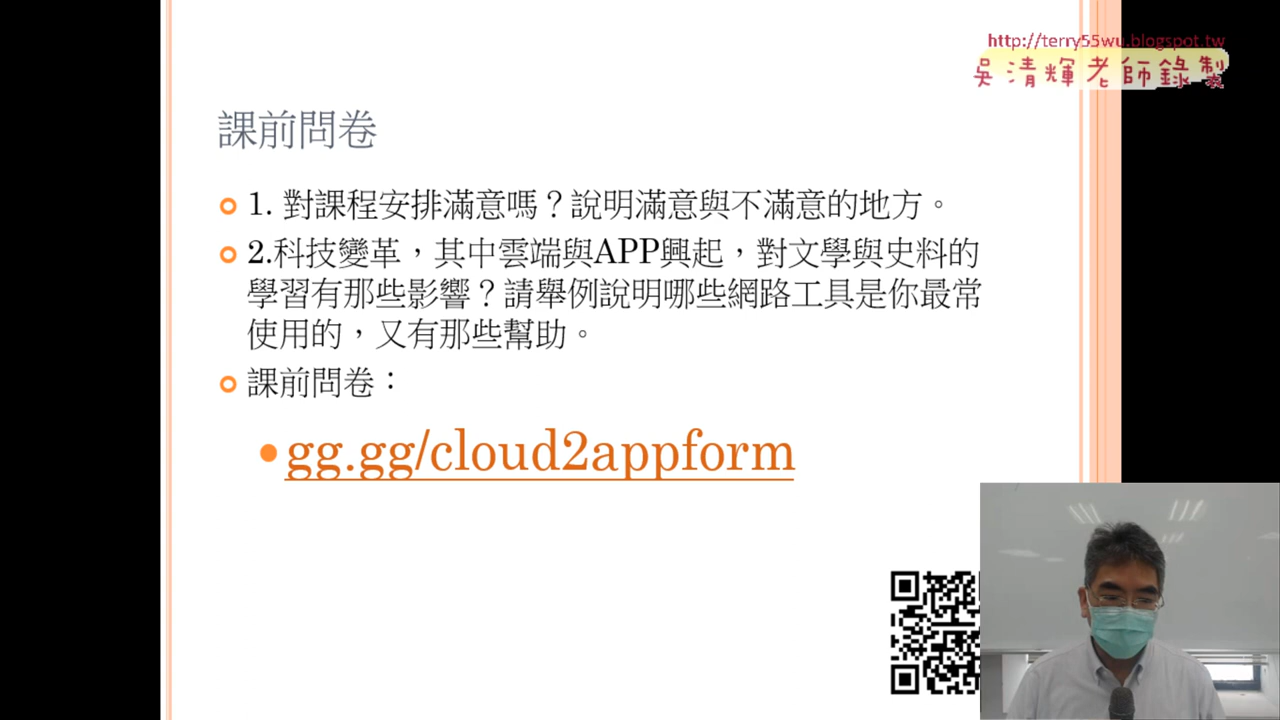 http://terry55wu.blogspot.tw
吳清輝老師錄製
課前問卷
1. 對課程安排滿意嗎？說明滿意與不滿意的地方。
2.科技變革，其中雲端與APP興起，對文學與史料的
學習有那些影響？請舉例說明哪些網路工具是你最常
使用的，又有那些幫助。
課前問卷：
gg.gg/cloud2appform